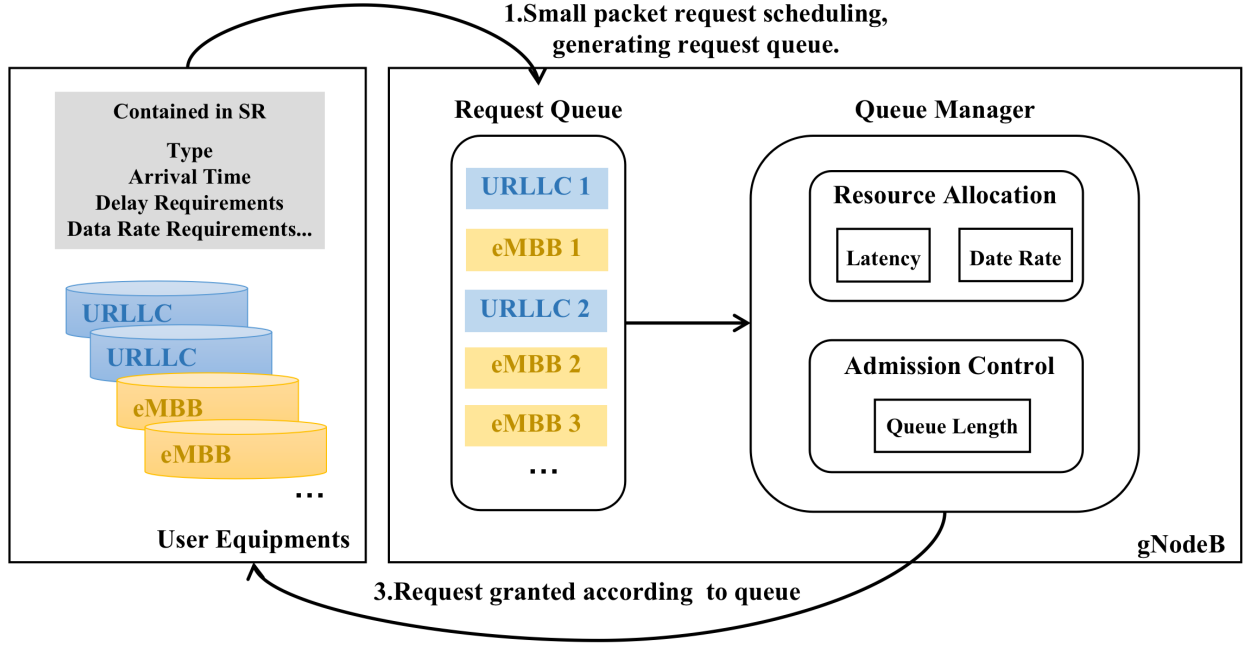 1.Small packet request scheduling,
generating request queue.
Contained in SR
Type
Arrival Time
Delay Requirements
Data Rate Requirements...
URLLC
URLLC
eMBB
eMBB
...
User Equipments
Request Queue
URLLC 1
eMBB 1
URLLC 2
eMBB 2
eMBB 3
...
Queue Manager
Resource Allocation
Latency
Date Rate
Admission Control
Queue Length
gNodeB
3.Request granted according to queue